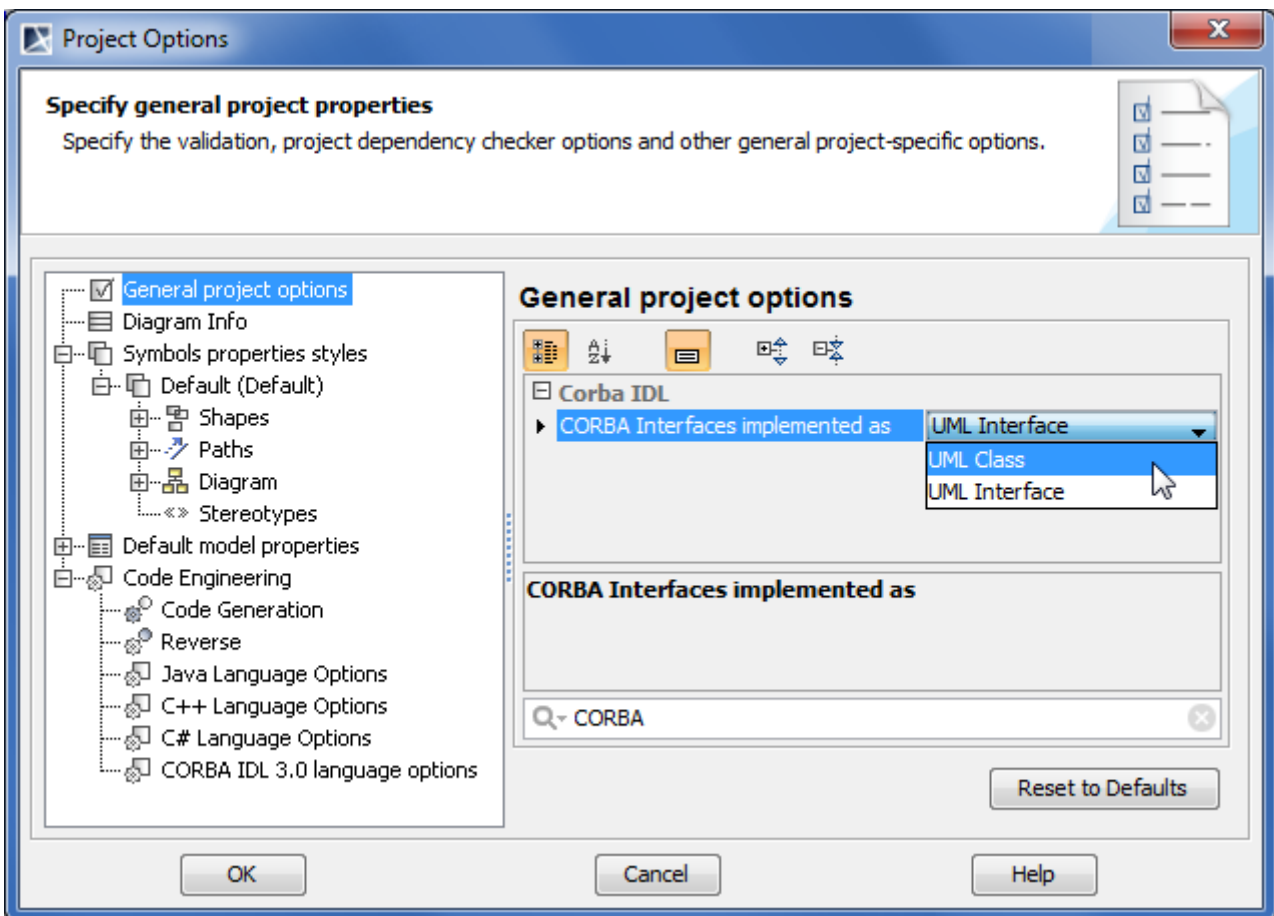 Project Options
Specify general project properties
Specify the validation, project dependency checker options and other general project-specific options.
General project options
Diagram Info
Symbols properties styles
Default (Default)
Shapes
Paths
Diagram
«» Stereotypes
Default model properties
Code Engineering
Code Generation
Reverse
Java Language Options
C++ Language Options
C# Language Options
CORBA IDL 3.0 language options
General project options
Corba IDL
CORBA Interfaces implemented as UML Interface
UML Class
UML Interface
CORBA Interfaces implemented as
CORBA
Reset to Defaults
OK Cancel Help